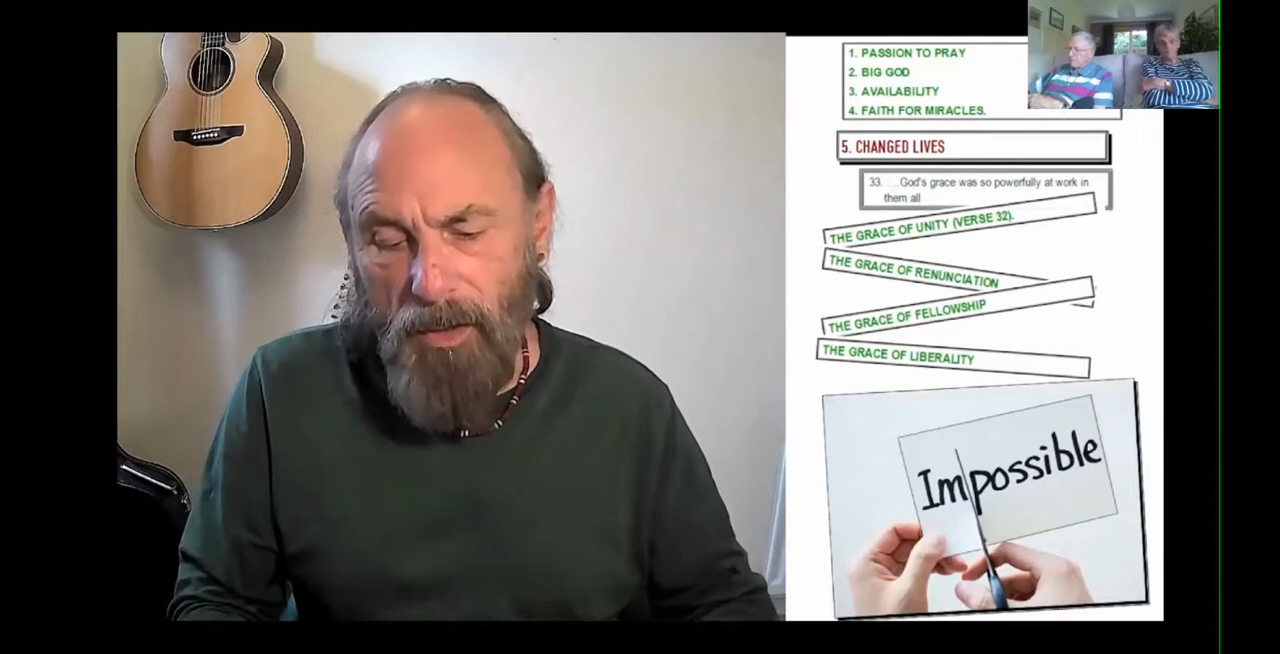 1. PASSION TO PRAY
2. BIG GOD
3. AVAILABILITY
4. FAITH FOR MIRACLES.
5. CHANGED LIVES
33. ....God's grace was so powerfully at work in
them all
THE GRACE OF UNITY (VERSE 32).
THE GRACE OF RENUNCIATION
THE GRACE OF FELLOWSHIP
THE GRACE OF LIBERALITY
Impossible